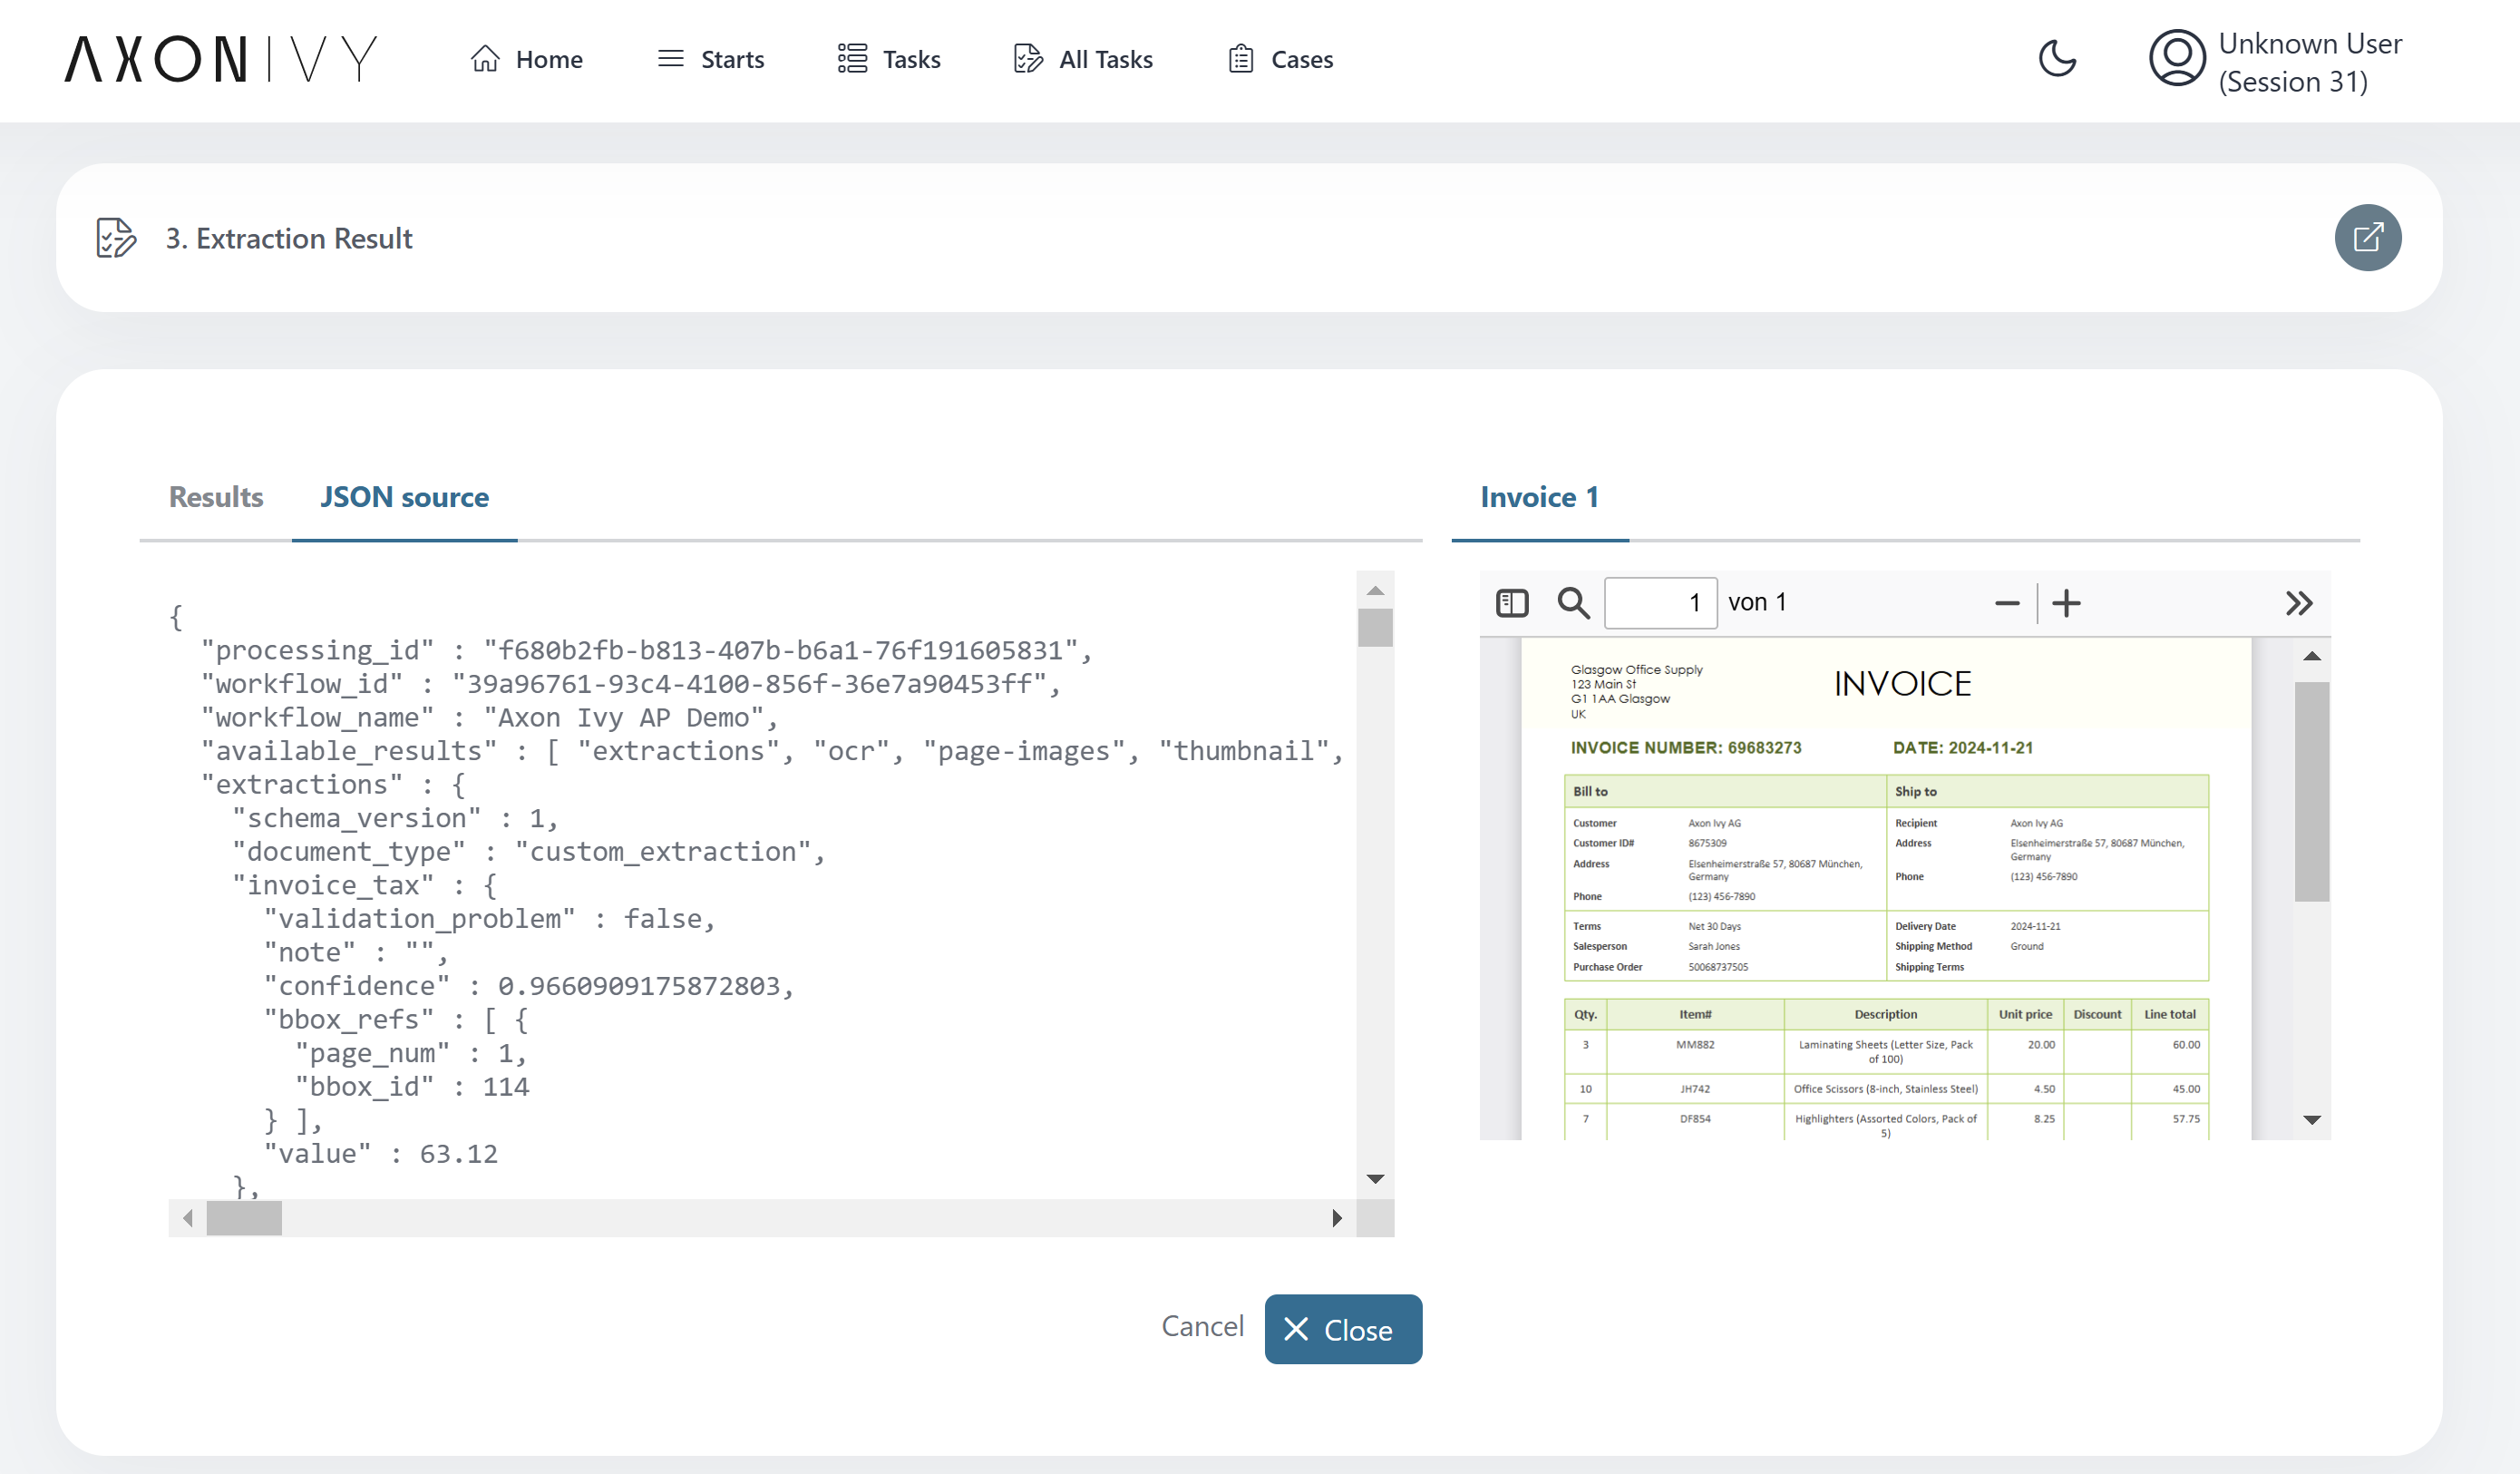 AXONIVY
Home
Starts
Tasks
All Tasks
Cases
Unknown User
(Session 31)
3. Extraction Result
Results
JSON source
{
"processing_id" : "f680b2fb-b813-407b-b6a1-76f191605831",
"workflow_id" : "39a96761-93c4-4100-856f-36e7a90453ff",
"workflow_name" : "Axon Ivy AP Demo",
"available_results" : [ "extractions", "ocr", "page-images", "thumbnail",
"extractions" : {
"schema_version" : 1,
"document_type" : "custom_extraction",
"invoice_tax" : {
"validation_problem" : false,
"note" : "",
"confidence" : 0.9660909175872803,
"bbox_refs" : [ {
"page_num" : 1,
"bbox_id" : 114
} ],
"value" : 63.12
},
Cancel
Close
Invoice 1
1 von 1
Glasgow Office Supply
123 Main St
G1 1AA Glasgow
UK
INVOICE
INVOICE NUMBER: 69683273
DATE: 2024-11-21
Bill to
Customer Axon Ivy AG
Customer ID# 8675309
Address Elsenheimerstraße 57, 80687 München,
Germany
Phone (123) 456-7890
Ship to
Recipient Axon Ivy AG
Address Elsenheimerstraße 57, 80687 München,
Germany
Phone (123) 456-7890
Terms Net 30 Days
Salesperson Sarah Jones
Purchase Order 50068737505
Delivery Date 2024-11-21
Shipping Method Ground
Shipping Terms
Qty. Item# Description Unit price Discount Line total
3 MM882 Laminating Sheets (Letter Size, Pack 20.00 60.00
of 100)
10 JH742 Office Scissors (8-inch, Stainless Steel) 4.50 45.00
7 DF854 Highlighters (Assorted Colors, Pack of 8.25 57.75
5)